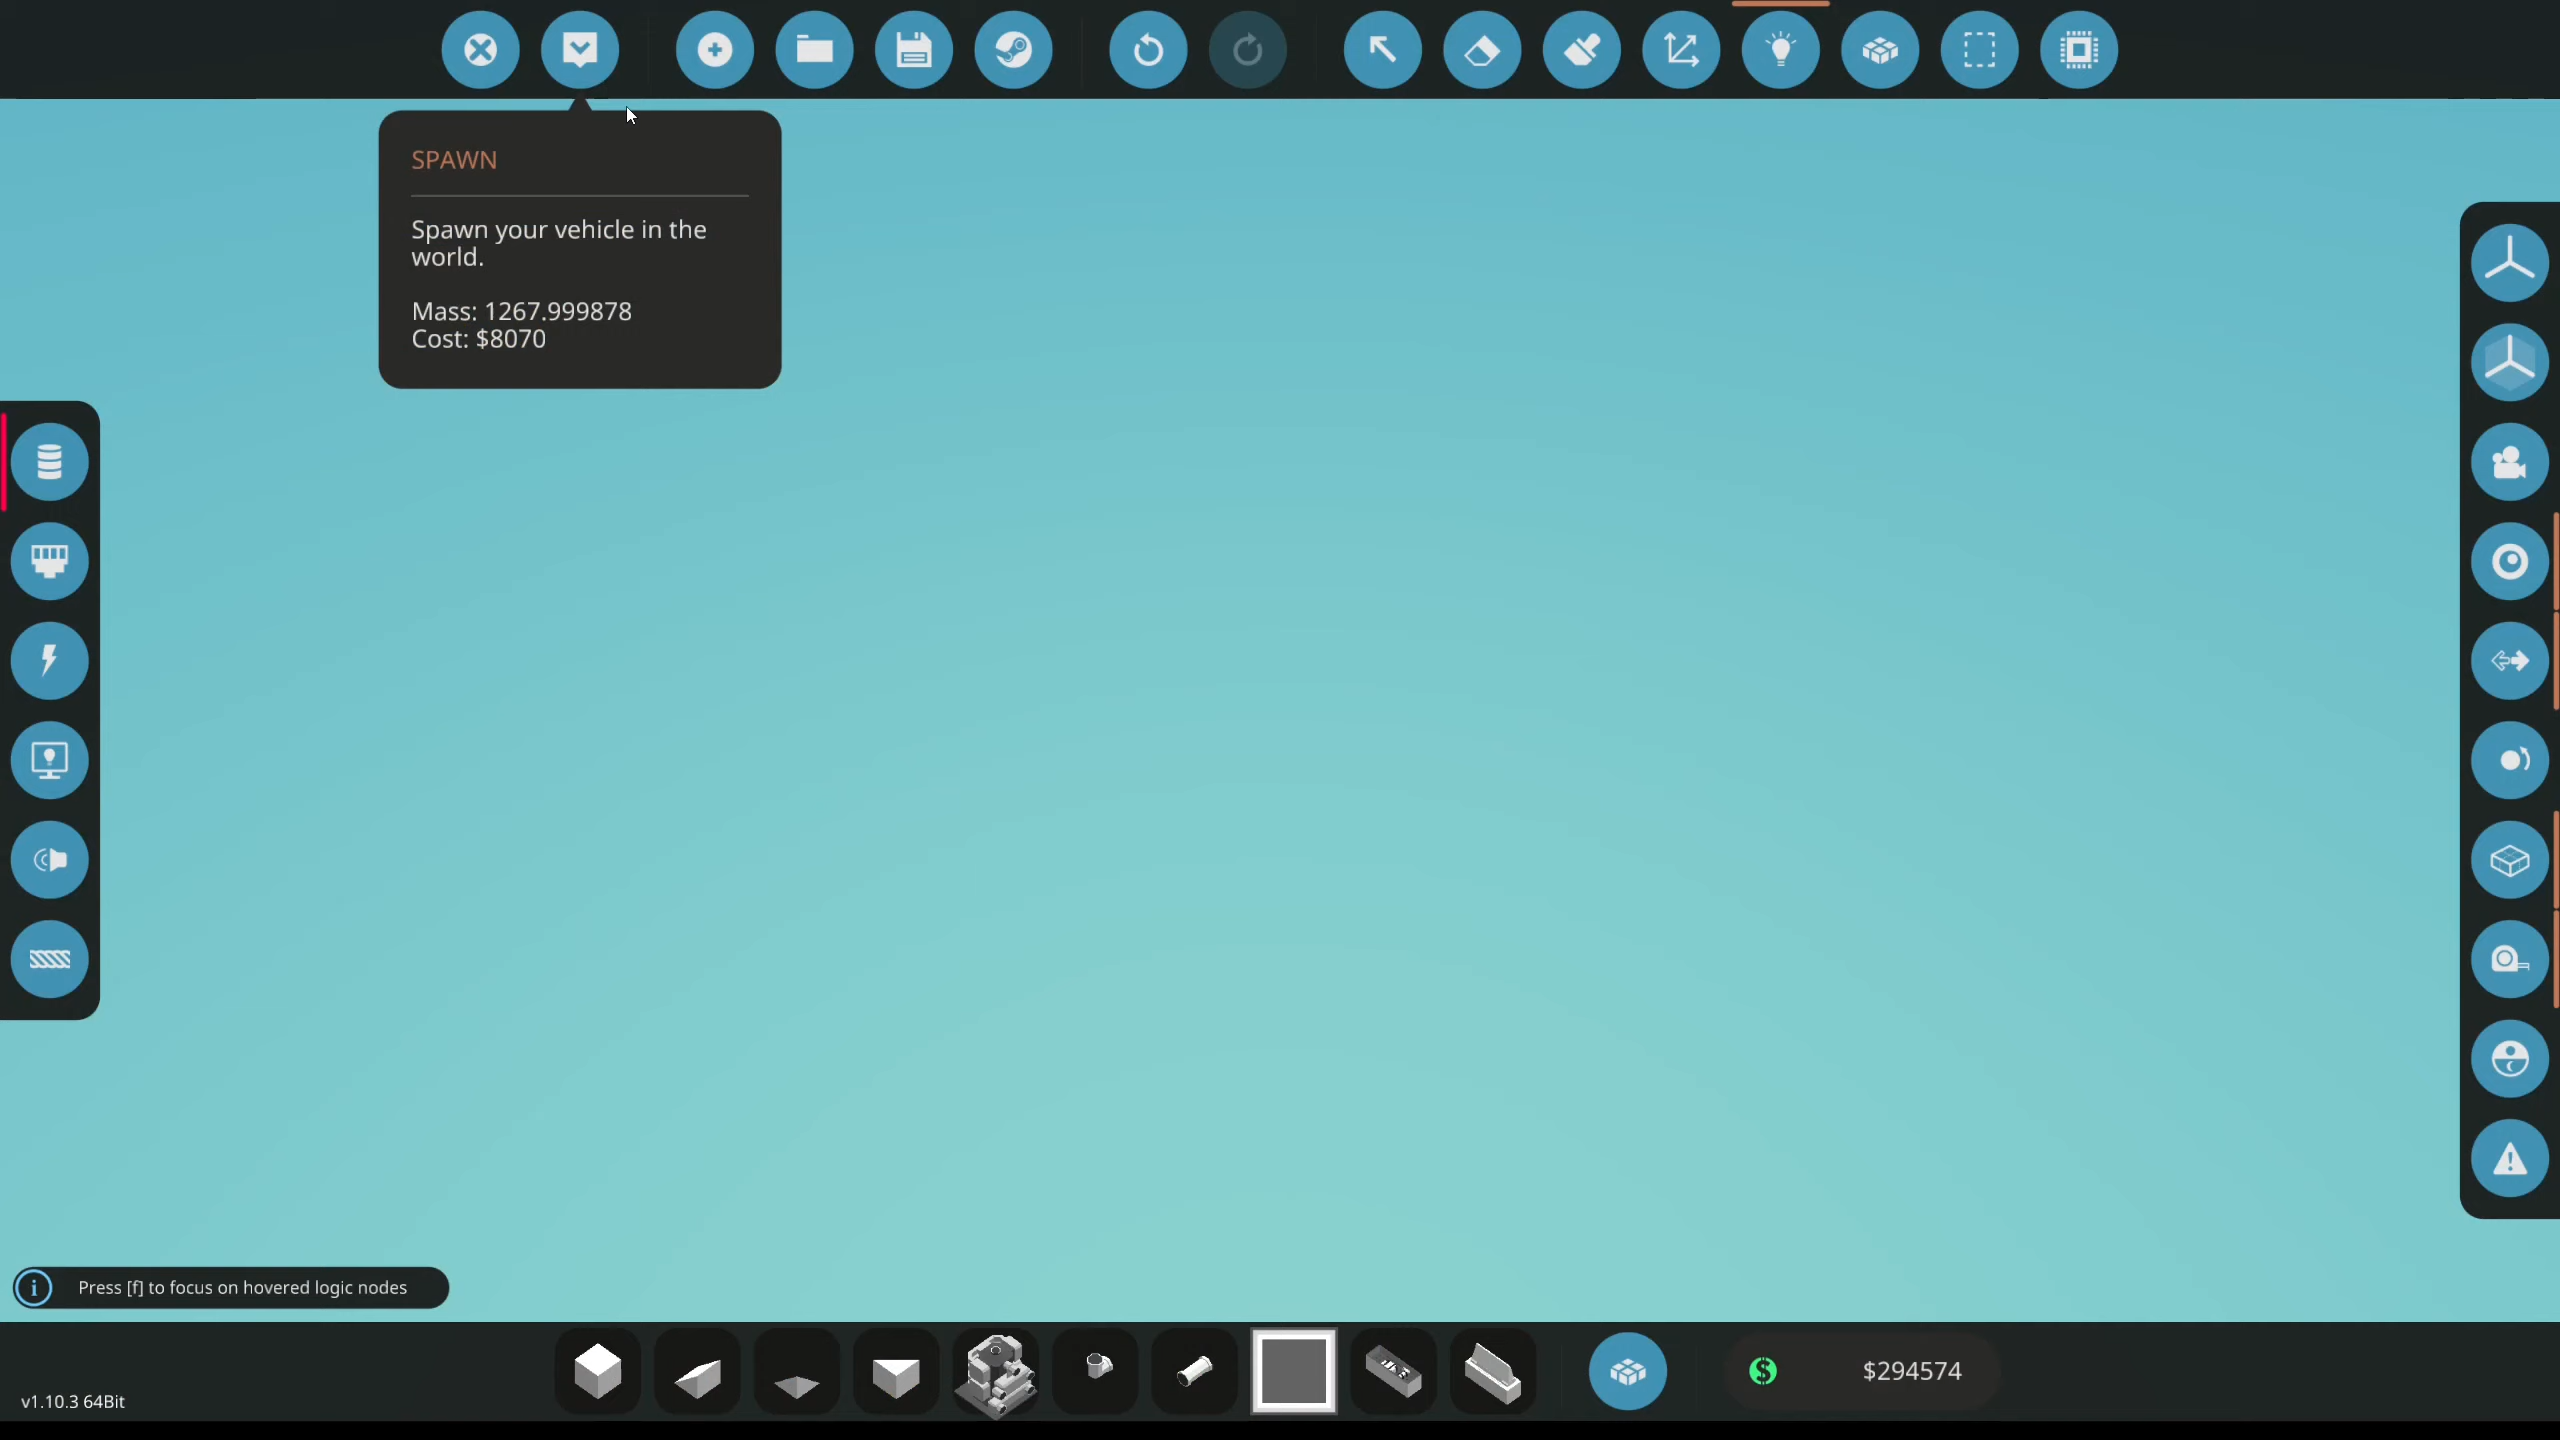 SPAWN
Spawn your vehicle in the
world.
Mass: 1267.999878
Cost: $8070
Press [f] to focus on hovered logic nodes
$294574
v1.10.3 64Bit